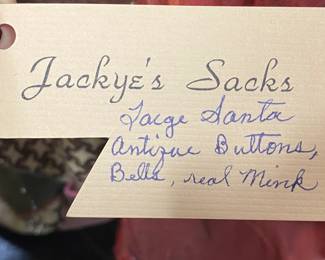 Jackye's Sacks
Large Santa
Antique Buttons,
Bells, real Mink